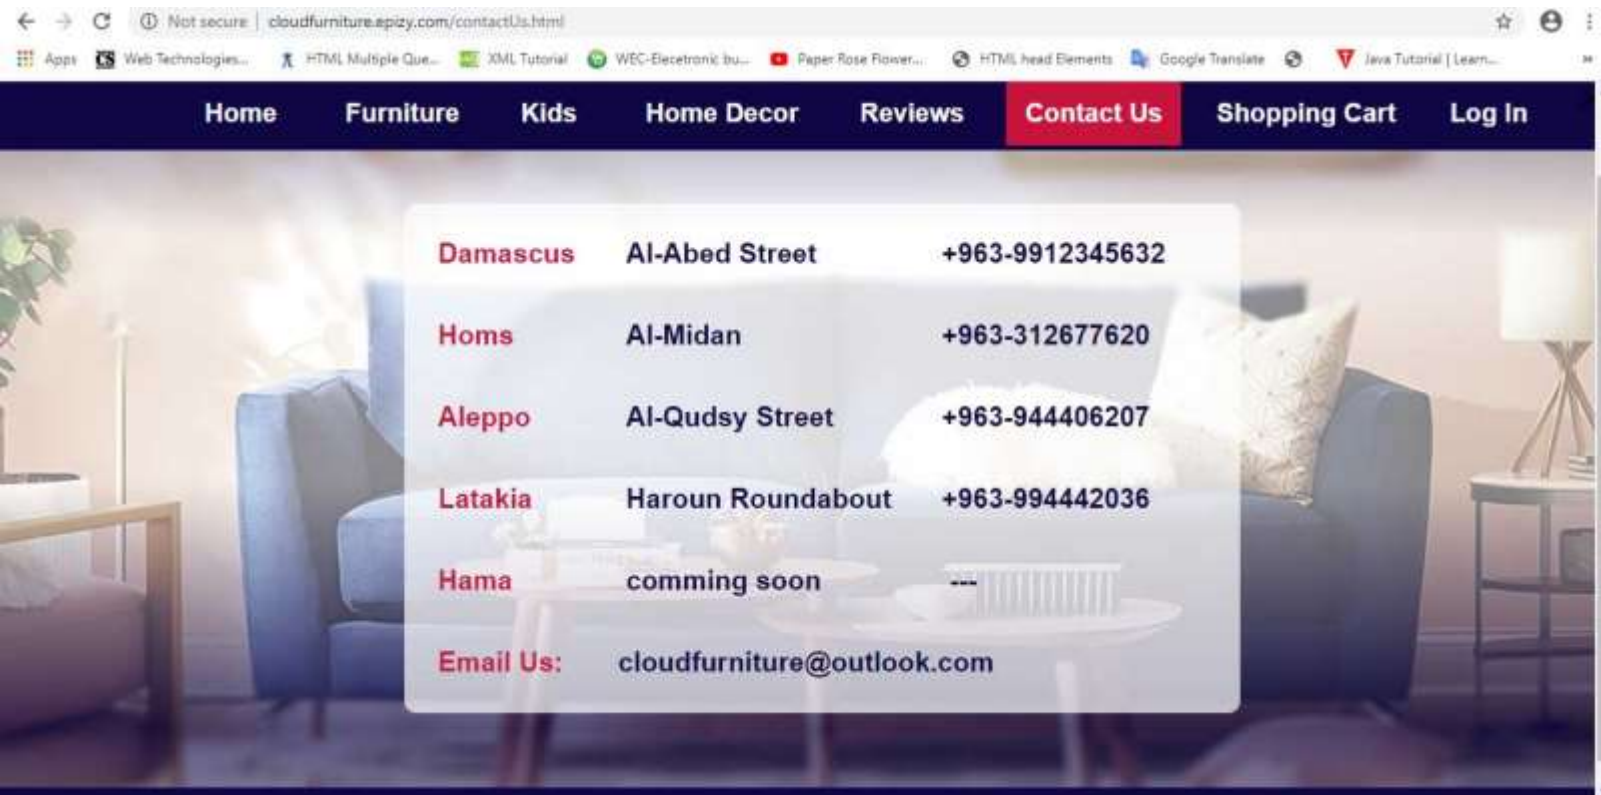 Not secure | cloudfurniture.epizy.com/contactUs.html
Apps Web Technologies... HTML Multiple Que... XML Tutorial WEC-Elecetronic bu... Paper Rose Flower... HTML head Elements Google Translate Java Tutorial | Learn... »
Home Furniture Kids Home Decor Reviews Contact Us Shopping Cart Log In
Damascus Al-Abed Street +963-9912345632
Homs Al-Midan +963-312677620
Aleppo Al-Qudsy Street +963-944406207
Latakia Haroun Roundabout +963-994442036
Hama comming soon ---
Email Us: cloudfurniture@outlook.com